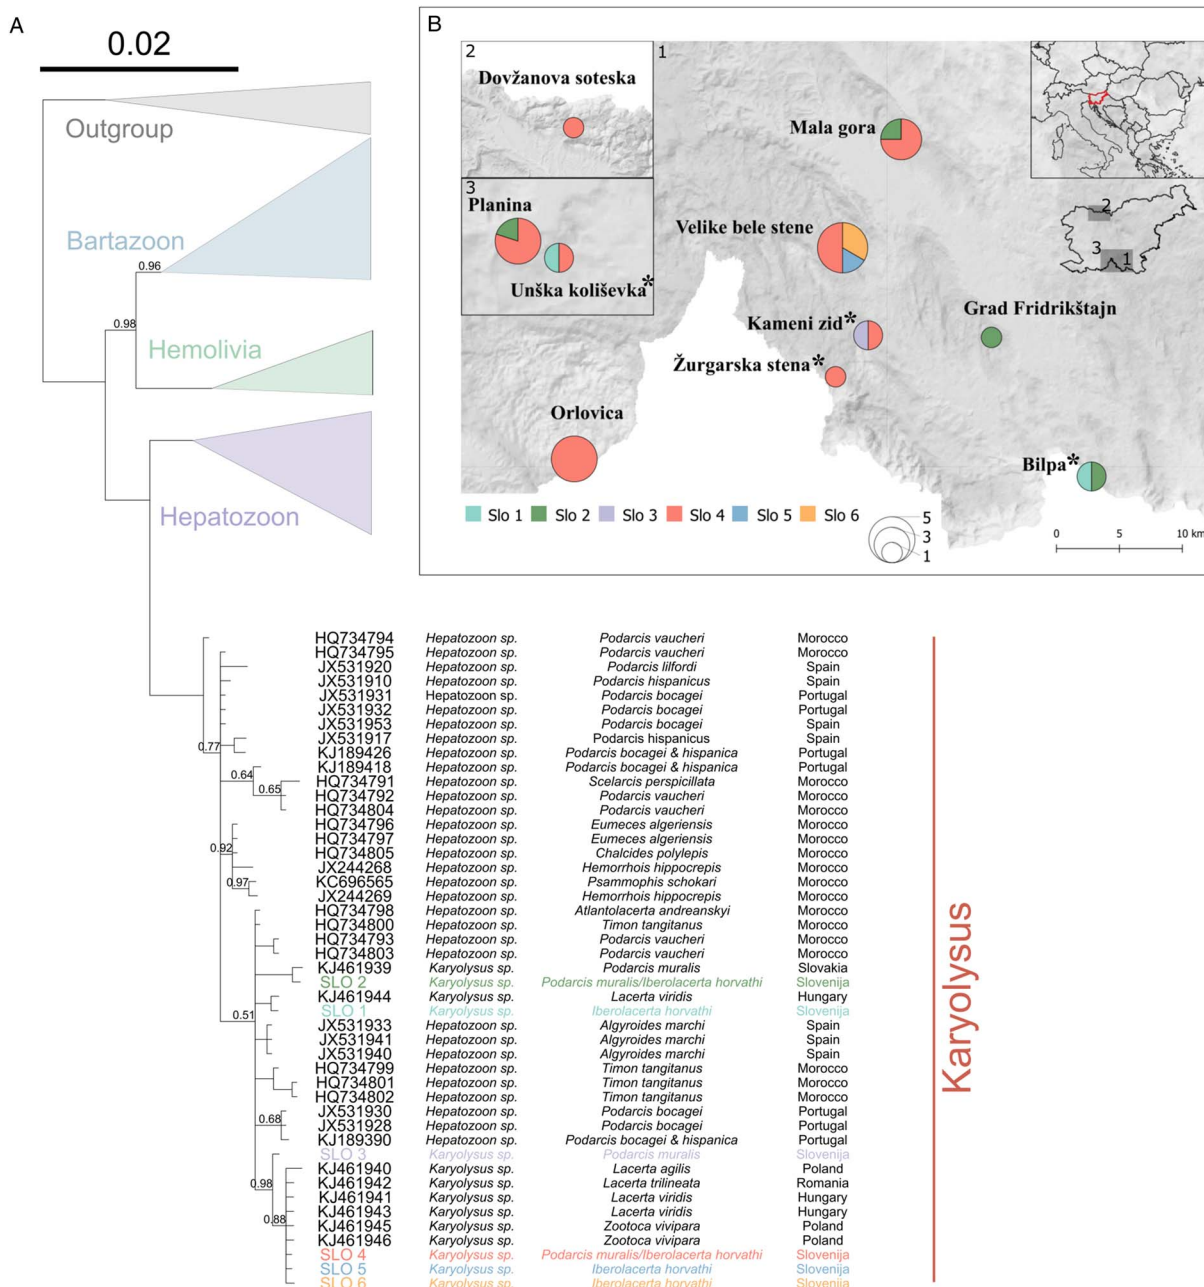 A
0.02
Outgroup
Bartazoon
0.96
0.98
Hemolivia
Hepatozoon
B
2
Dovžanova soteska
1
Mala gora
3
Planina
Unška koliševka*
Velike bele stene
Kameni zid*
Žurgarska stena*
Grad Fridrikštajn
Orlovica
Bilpa*
2
3
1
Slo 1 Slo 2 Slo 3 Slo 4 Slo 5 Slo 6
5
3
1
0 5 10 km
HQ734794 Hepatozoon sp. Podarcis vaucheri Morocco
HQ734795 Hepatozoon sp. Podarcis vaucheri Morocco
JX531920 Hepatozoon sp. Podarcis lilfordi Spain
JX531910 Hepatozoon sp. Podarcis hispanicus Spain
JX531931 Hepatozoon sp. Podarcis bocagei Portugal
JX531932 Hepatozoon sp. Podarcis bocagei Portugal
JX531953 Hepatozoon sp. Podarcis bocagei Spain
JX531917 Hepatozoon sp. Podarcis hispanicus Spain
0.77 KJ189426 Hepatozoon sp. Podarcis bocagei & hispanica Portugal
KJ189418 Hepatozoon sp. Podarcis bocagei & hispanica Portugal
0.64 HQ734791 Hepatozoon sp. Scelarcis perspicillata Morocco
0.65 HQ734792 Hepatozoon sp. Podarcis vaucheri Morocco
HQ734804 Hepatozoon sp. Podarcis vaucheri Morocco
HQ734796 Hepatozoon sp. Eumeces algeriensis Morocco
HQ734797 Hepatozoon sp. Eumeces algeriensis Morocco
0.92 HQ734805 Hepatozoon sp. Chalcides polylepis Morocco
JX244268 Hepatozoon sp. Hemorrhois hippocrepis Morocco
0.97 KC696565 Hepatozoon sp. Psammophis schokari Morocco
JX244269 Hepatozoon sp. Hemorrhois hippocrepis Morocco
HQ734798 Hepatozoon sp. Atlantolacerta andreanskyi Morocco
HQ734800 Hepatozoon sp. Timon tangitanus Morocco
HQ734793 Hepatozoon sp. Podarcis vaucheri Morocco
HQ734803 Hepatozoon sp. Podarcis vaucheri Morocco
KJ461939 Karyolysus sp. Podarcis muralis Slovakia
SLO 2 Karyolysus sp. Podarcis muralis/Iberolacerta horvathi Slovenija
KJ461944 Karyolysus sp. Lacerta viridis Hungary
0.51 SLO 1 Karyolysus sp. Iberolacerta horvathi Slovenija
JX531933 Hepatozoon sp. Algyroides marchi Spain
JX531941 Hepatozoon sp. Algyroides marchi Spain
JX531940 Hepatozoon sp. Algyroides marchi Spain
HQ734799 Hepatozoon sp. Timon tangitanus Morocco
HQ734801 Hepatozoon sp. Timon tangitanus Morocco
HQ734802 Hepatozoon sp. Timon tangitanus Morocco
JX531930 Hepatozoon sp. Podarcis bocagei Portugal
0.68 JX531928 Hepatozoon sp. Podarcis bocagei Portugal
KJ189390 Hepatozoon sp. Podarcis bocagei & hispanica Portugal
SLO 3 Karyolysus sp. Podarcis muralis Slovenija
KJ461940 Karyolysus sp. Lacerta agilis Poland
0.98 KJ461942 Karyolysus sp. Lacerta trilineata Romania
KJ461941 Karyolysus sp. Lacerta viridis Hungary
KJ461943 Karyolysus sp. Lacerta viridis Hungary
0.88 KJ461945 Karyolysus sp. Zootoca vivipara Poland
KJ461946 Karyolysus sp. Zootoca vivipara Poland
SLO 4 Karyolysus sp. Podarcis muralis/Iberolacerta horvathi Slovenija
SLO 5 Karyolysus sp. Iberolacerta horvathi Slovenija
SLO 6 Karyolysus sp. Iberolacerta horvathi Slovenija
Karyolysus